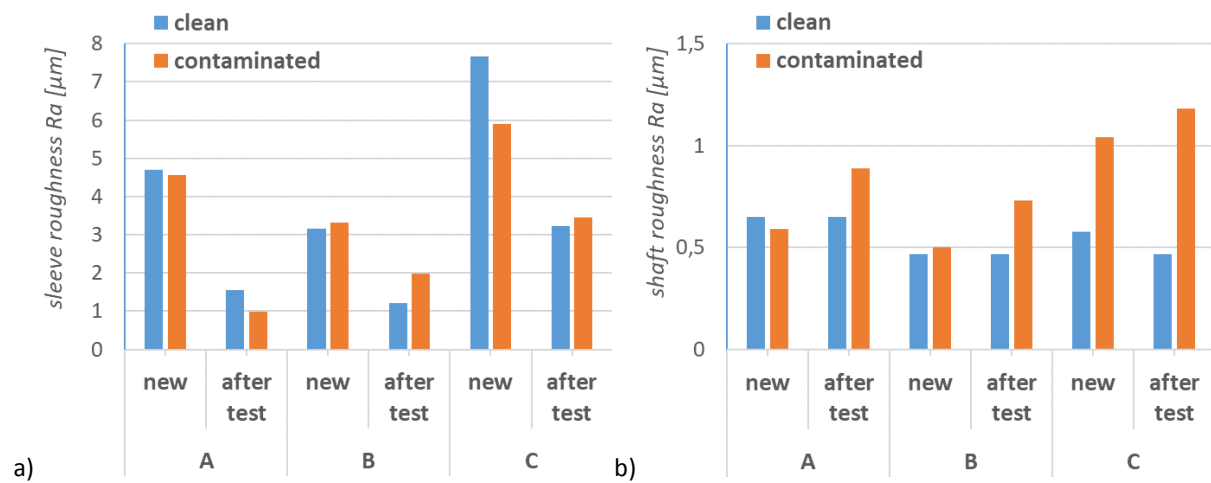 clean
contaminated
sleeve roughness Ra [µm]
8
7
6
5
4
3
2
1
0
new
after
test
new
after
test
new
after
test
A
B
C
a)
clean
contaminated
shaft roughness Ra [µm]
1,5
1
0,5
0
new
after
test
new
after
test
new
after
test
A
B
C
b)